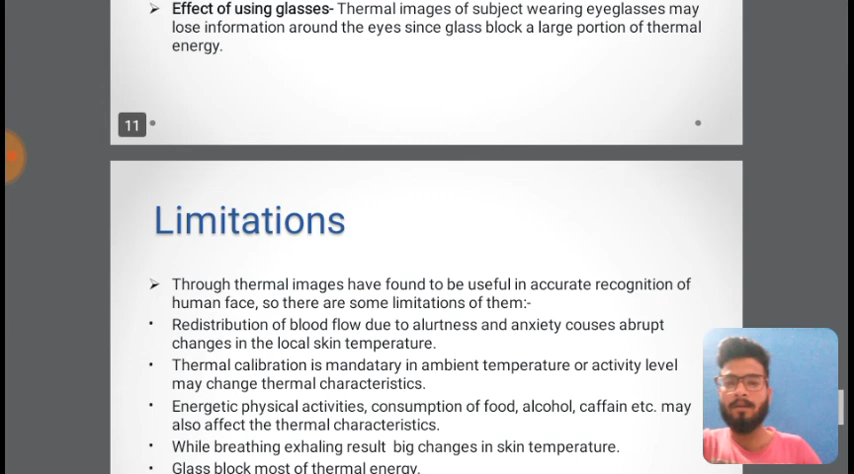 ➢ Effect of using glasses- Thermal images of subject wearing eyeglasses may
lose information around the eyes since glass block a large portion of thermal
energy.
11
Limitations
➢ Through thermal images have found to be useful in accurate recognition of
human face, so there are some limitations of them:-
• Redistribution of blood flow due to alurtness and anxiety couses abrupt
changes in the local skin temperature.
• Thermal calibration is mandatary in ambient temperature or activity level
may change thermal characteristics.
• Energetic physical activities, consumption of food, alcohol, caffain etc. may
also affect the thermal characteristics.
• While breathing exhaling result big changes in skin temperature.
• Glass block most of thermal energy.